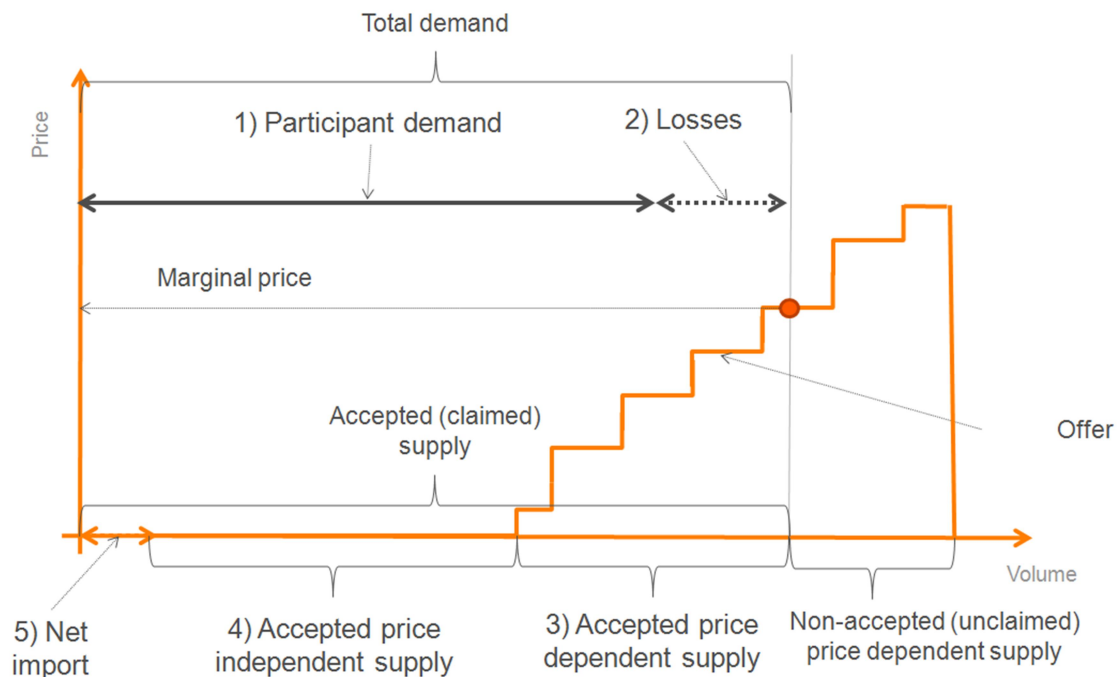 Total demand
Price
1) Participant demand
2) Losses
Marginal price
Accepted (claimed)
supply
Offer
Volume
5) Net
import
4) Accepted price
independent supply
3) Accepted price
dependent supply
Non-accepted (unclaimed)
price dependent supply